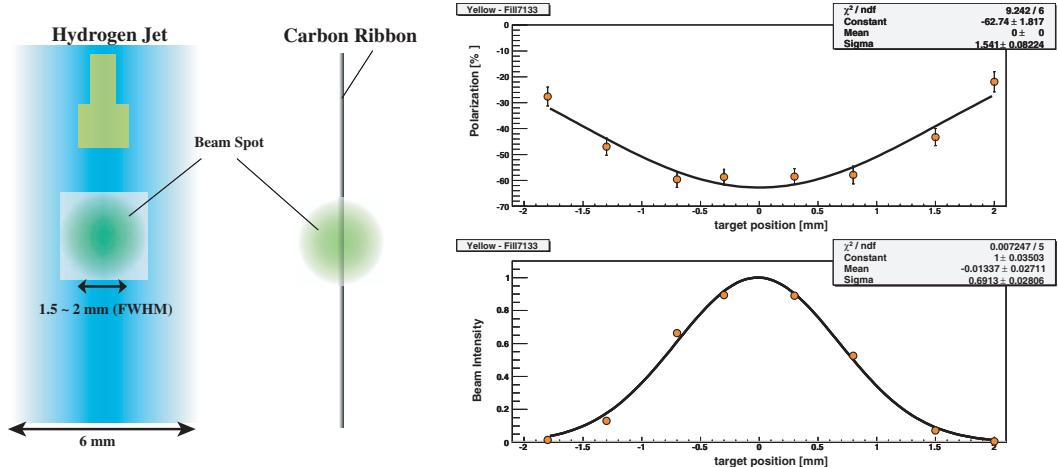 Hydrogen Jet
Carbon Ribbon
Beam Spot
1.5 ~ 2 mm (FWHM)
6 mm
Yellow - Fill7133
χ² / ndf 9.242 / 6
Constant -62.74 ± 1.817
Mean 0 ± 0
Sigma 1.541 ± 0.08224
Polarization [% ]
0
-10
-20
-30
-40
-50
-60
-70
-2 -1.5 -1 -0.5 0 0.5 1 1.5 2
target position [mm]
Yellow - Fill7133
χ² / ndf 0.007247 / 5
Constant 1 ± 0.03503
Mean -0.01337 ± 0.02711
Sigma 0.6913 ± 0.02806
Beam Intensity
1
0.8
0.6
0.4
0.2
0
-2 -1.5 -1 -0.5 0 0.5 1 1.5 2
target position [mm]